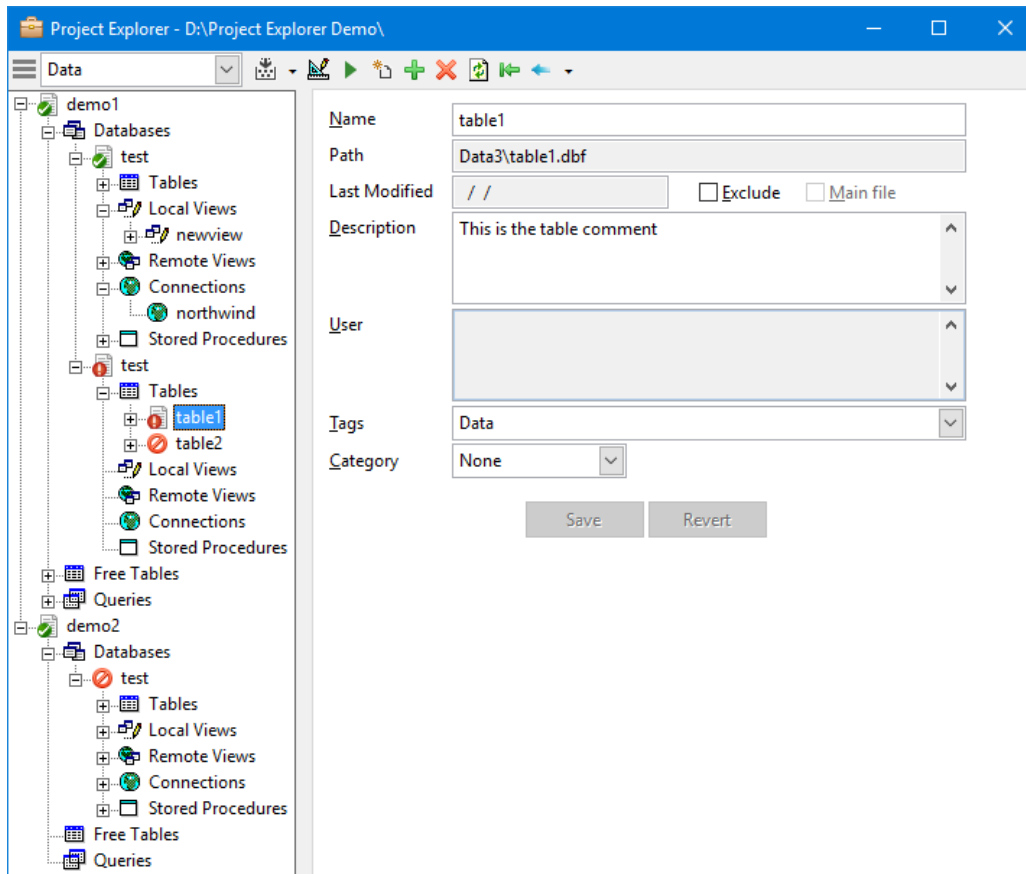 Project Explorer - D:\Project Explorer Demo\
Data
demo1
Databases
test
Tables
Local Views
newview
Remote Views
Connections
northwind
Stored Procedures
test
Tables
table1
table2
Local Views
Remote Views
Connections
Stored Procedures
Free Tables
Queries
demo2
Databases
test
Tables
Local Views
Remote Views
Connections
Stored Procedures
Free Tables
Queries
Name table1
Path Data3\table1.dbf
Last Modified / / Exclude Main file
Description This is the table comment
User
Tags Data
Category None
Save Revert